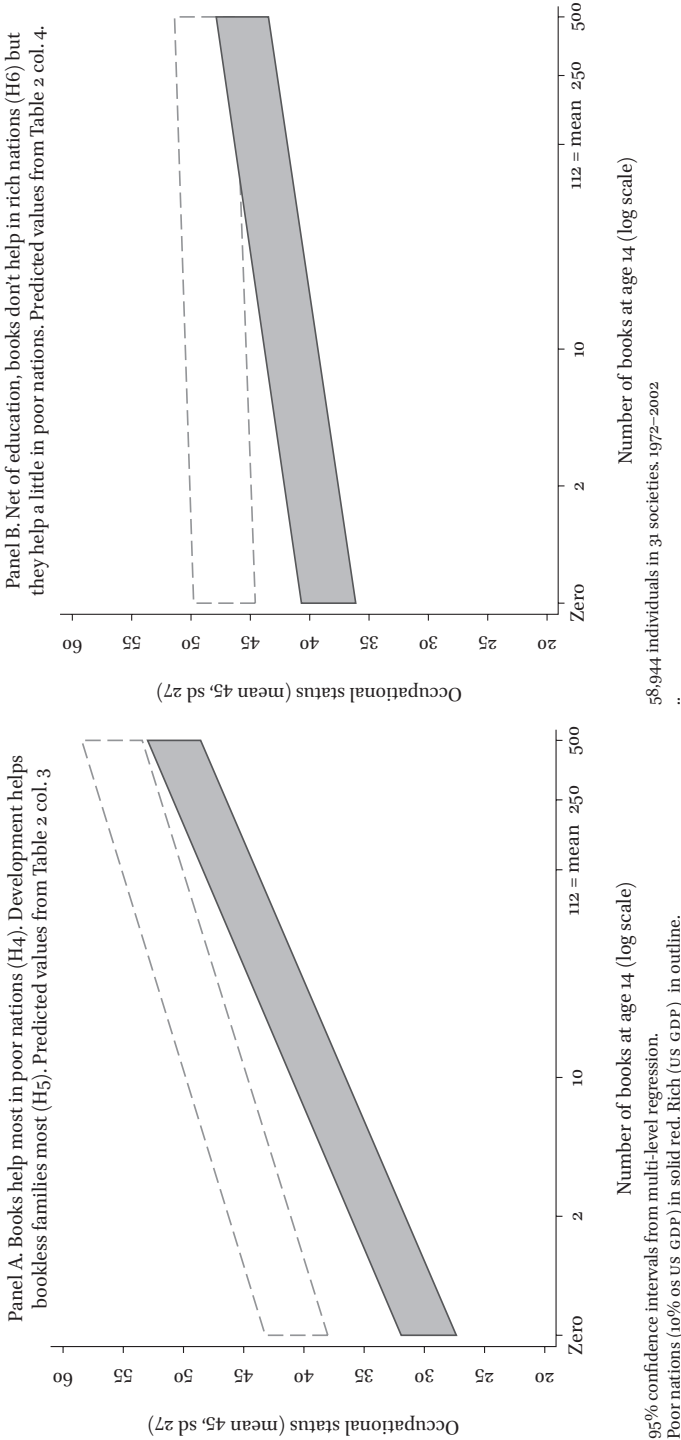 Panel A. Books help most in poor nations (H4). Development helps
bookless families most (H5). Predicted values from Table 2 col. 3
Occupational status (mean 45, sd 27)
60
55
50
45
40
35
30
25
20
Zero 2 10 112 = mean 250 500
Number of books at age 14 (log scale)
95% confidence intervals from multi-level regression.
Poor nations (10% os US GDP) in solid red. Rich (US GDP) in outline.
Panel B. Net of education, books don't help in rich nations (H6) but
they help a little in poor nations. Predicted values from Table 2 col. 4.
Occupational status (mean 45, sd 27)
60
55
50
45
40
35
30
25
20
Zero 2 10 112 = mean 250 500
Number of books at age 14 (log scale)
58,944 individuals in 31 societies. 1972–2002